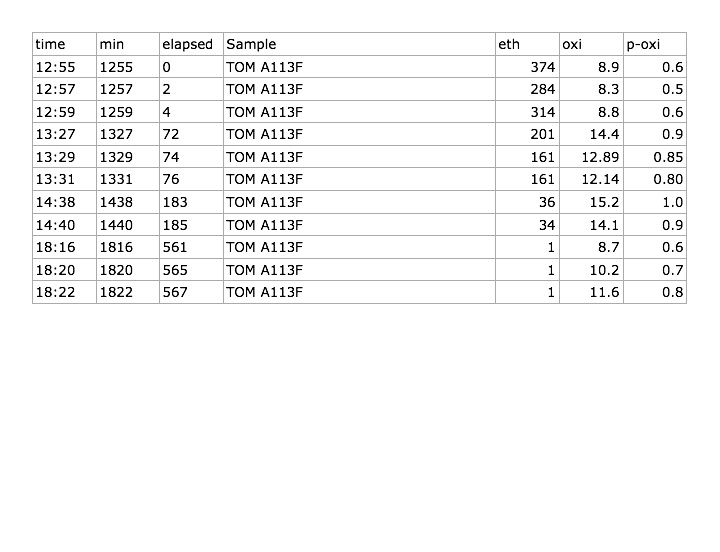 time min elapsed Sample eth oxi p-oxi
12:55 1255 0 TOM A113F 374 8.9 0.6
12:57 1257 2 TOM A113F 284 8.3 0.5
12:59 1259 4 TOM A113F 314 8.8 0.6
13:27 1327 72 TOM A113F 201 14.4 0.9
13:29 1329 74 TOM A113F 161 12.89 0.85
13:31 1331 76 TOM A113F 161 12.14 0.80
14:38 1438 183 TOM A113F 36 15.2 1.0
14:40 1440 185 TOM A113F 34 14.1 0.9
18:16 1816 561 TOM A113F 1 8.7 0.6
18:20 1820 565 TOM A113F 1 10.2 0.7
18:22 1822 567 TOM A113F 1 11.6 0.8